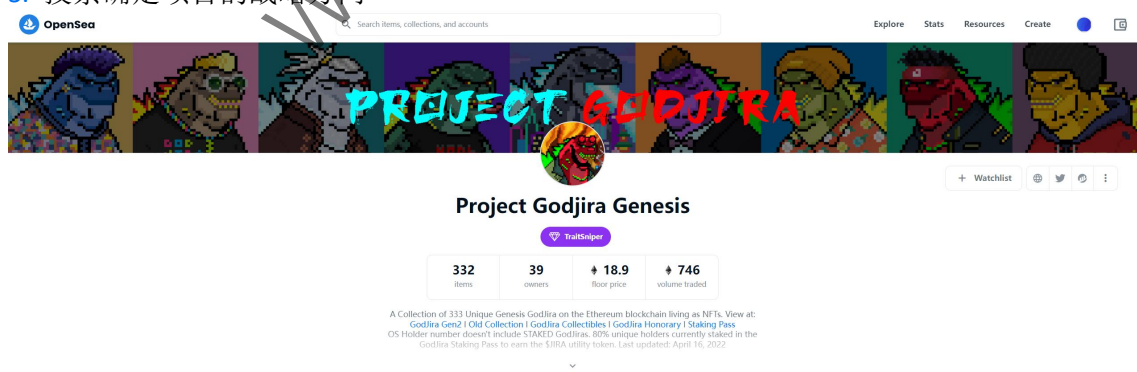 OpenSea
Search items, collections, and accounts
Explore Stats Resources Create
PROJECT GODJIRA
+ Watchlist
Project Godjira Genesis
TraitSniper
332 39 18.9 746
items owners floor price volume traded
A Collection of 333 Unique Genesis GodJira on the Ethereum blockchain living as NFTs. View at:
GodJira Gen2 I Old Collection I GodJira Collectibles I GodJira Honorary I Staking Pass
OS Holder number doesn't include STAKED GodJiras. 80% unique holders currently staked in the
GodJira Staking Pass to earn the $JIRA utility token. Last updated: April 16, 2022